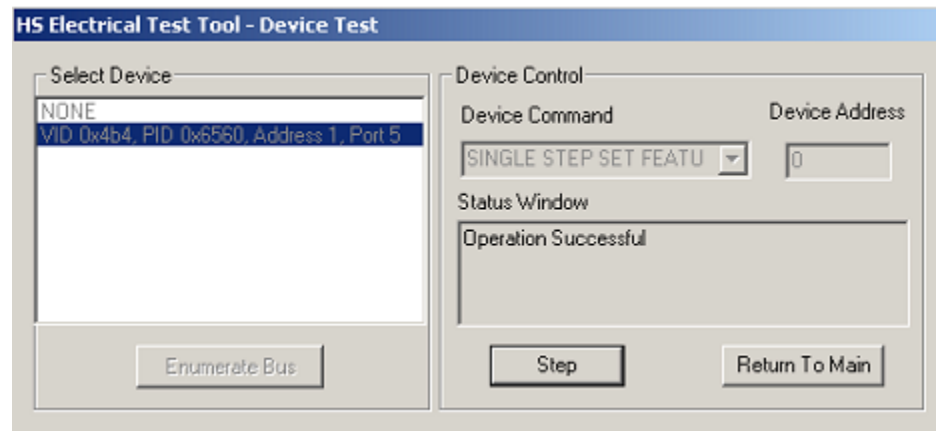 HS Electrical Test Tool - Device Test
Select Device
NONE
VID 0x4b4, PID 0x6560, Address 1, Port 5
Enumerate Bus
Device Control
Device Command
Device Address
SINGLE STEP SET FEATU
0
Status Window
Operation Successful
Step
Return To Main